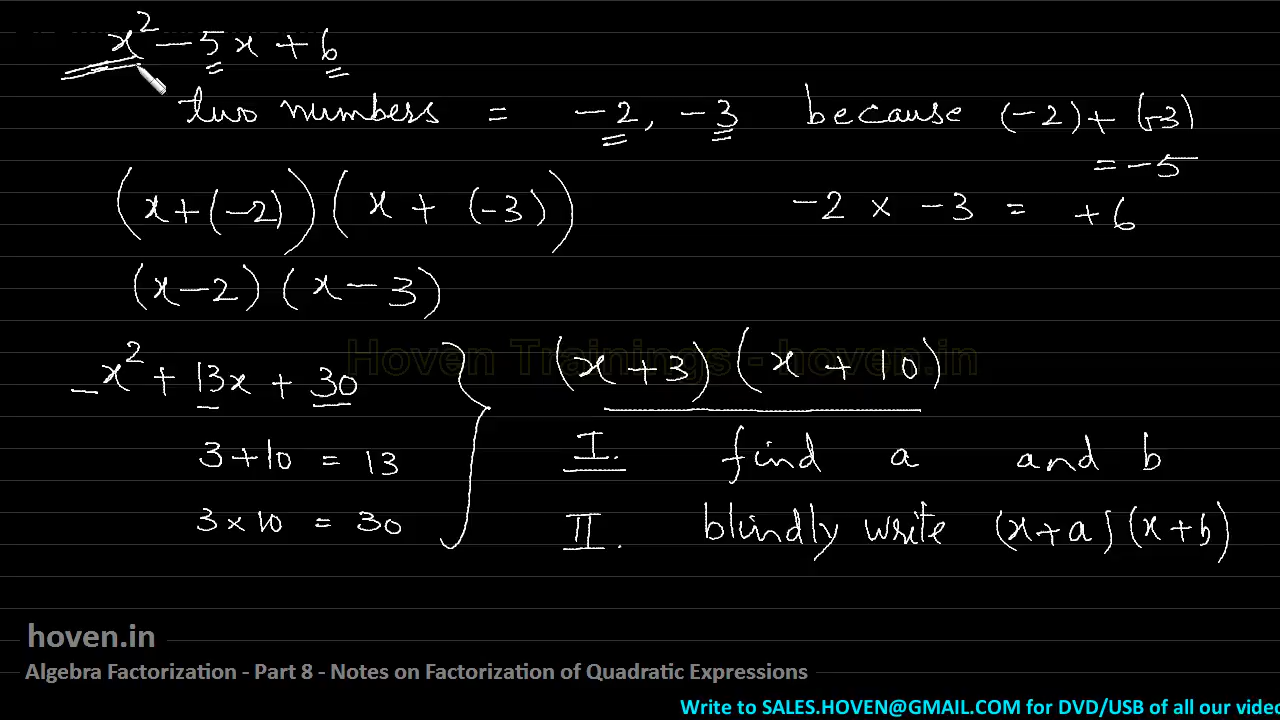 x² - 5x + 6
two numbers = -2, -3 because (-2) + (-3)
= -5
(x + (-2)) (x + (-3))
-2 × -3 = +6
(x - 2) (x - 3)
x² + 13x + 30
3 + 10 = 13
3 × 10 = 30
Hoven Trainings - hoven.in
(x + 3) (x + 10)
I. find a and b
II. blindly write (x + a) (x + b)
hoven.in
Algebra Factorization - Part 8 - Notes on Factorization of Quadratic Expressions
Write to SALES.HOVEN@GMAIL.COM for DVD/USB of all our video